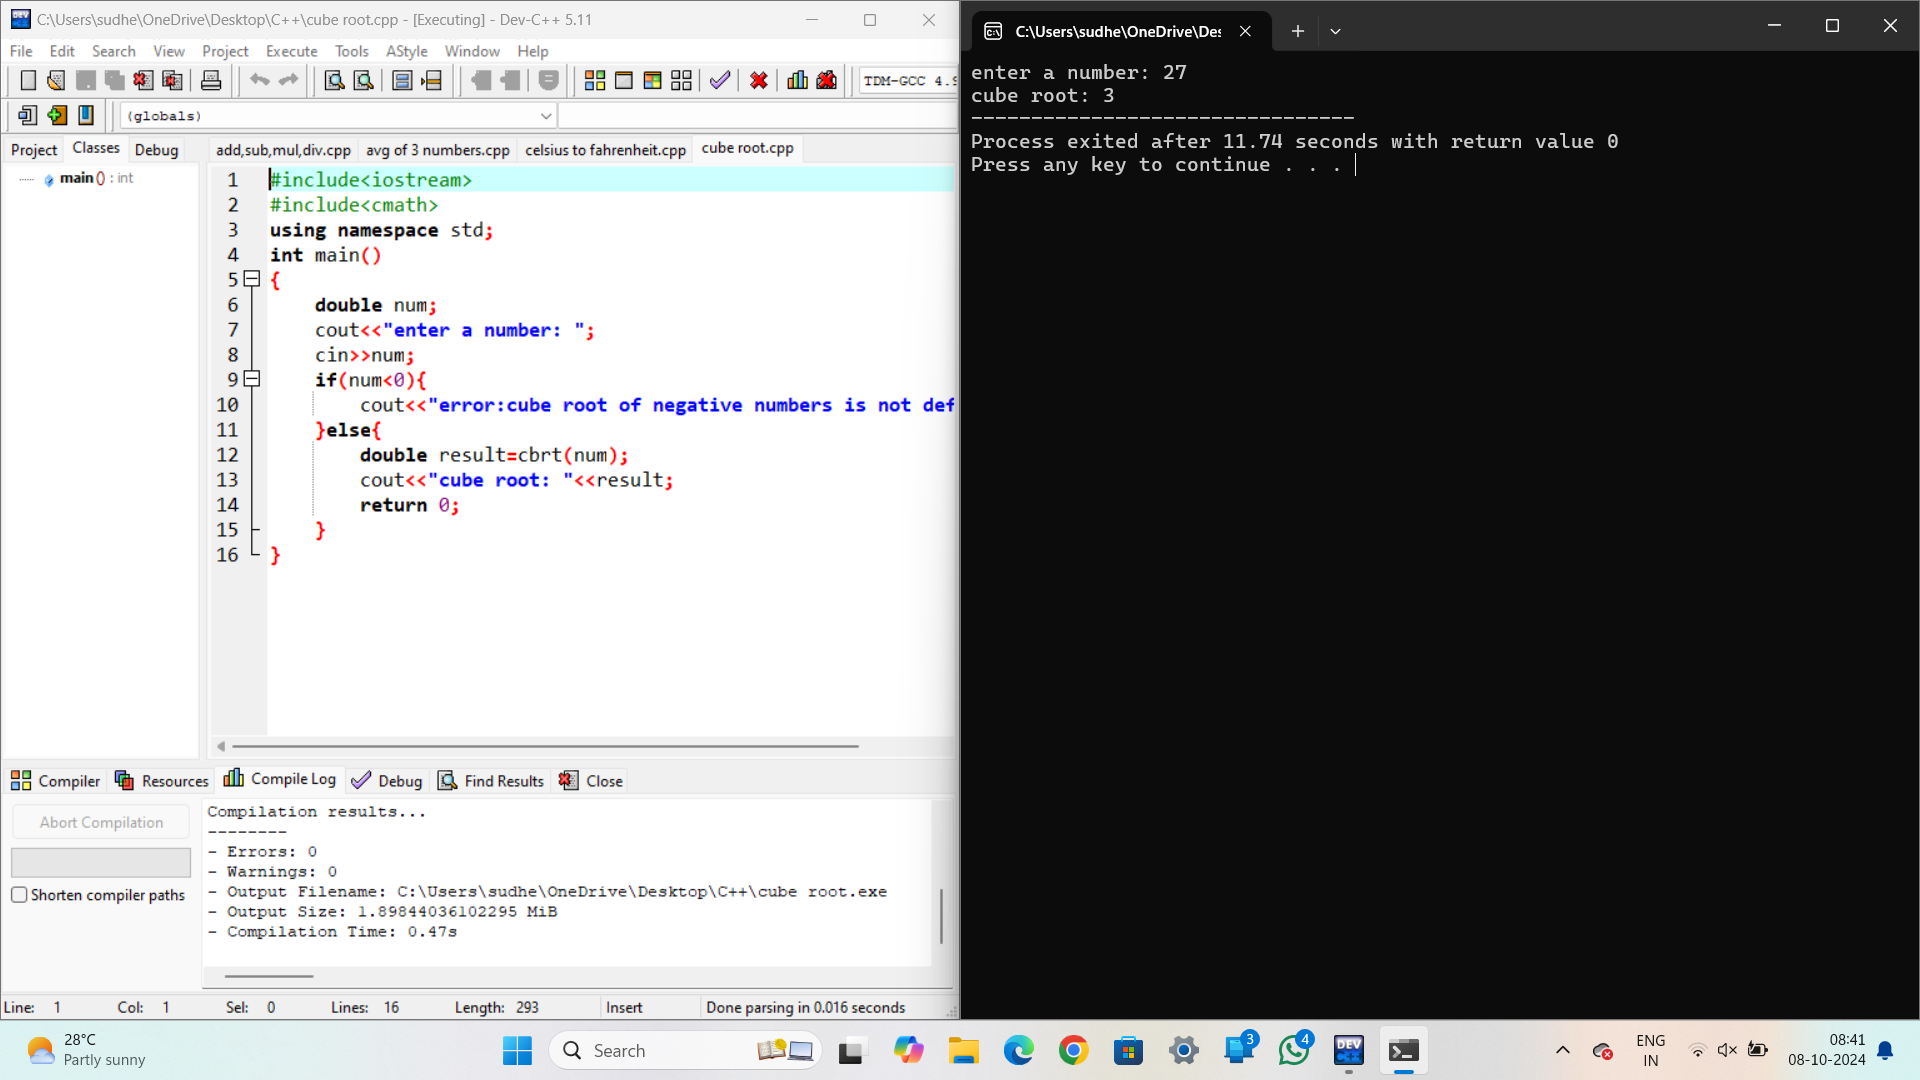 C:\Users\sudhe\OneDrive\Desktop\C++\cube root.cpp - [Executing] - Dev-C++ 5.11
File Edit Search View Project Execute Tools AStyle Window Help
TDM-GCC 4.9
(globals)
Project Classes Debug
main() : int
add,sub,mul,div.cpp avg of 3 numbers.cpp celsius to fahrenheit.cpp cube root.cpp
1 #include<iostream>
2 #include<cmath>
3 using namespace std;
4 int main()
5 {
6 double num;
7 cout<<"enter a number: ";
8 cin>>num;
9 if(num<0){
10 cout<<"error:cube root of negative numbers is not def
11 }else{
12 double result=cbrt(num);
13 cout<<"cube root: "<<result;
14 return 0;
15 }
16 }
Compiler Resources Compile Log Debug Find Results Close
Abort Compilation
Shorten compiler paths
Compilation results...
--------
- Errors: 0
- Warnings: 0
- Output Filename: C:\Users\sudhe\OneDrive\Desktop\C++\cube root.exe
- Output Size: 1.89844036102295 MiB
- Compilation Time: 0.47s
Line: 1 Col: 1 Sel: 0 Lines: 16 Length: 293 Insert Done parsing in 0.016 seconds
C:\Users\sudhe\OneDrive\Des
enter a number: 27
cube root: 3
--------------------------------
Process exited after 11.74 seconds with return value 0
Press any key to continue . . .
28°C
Partly sunny
Search
3
4
DEV
C++
ENG
IN
08:41
08-10-2024